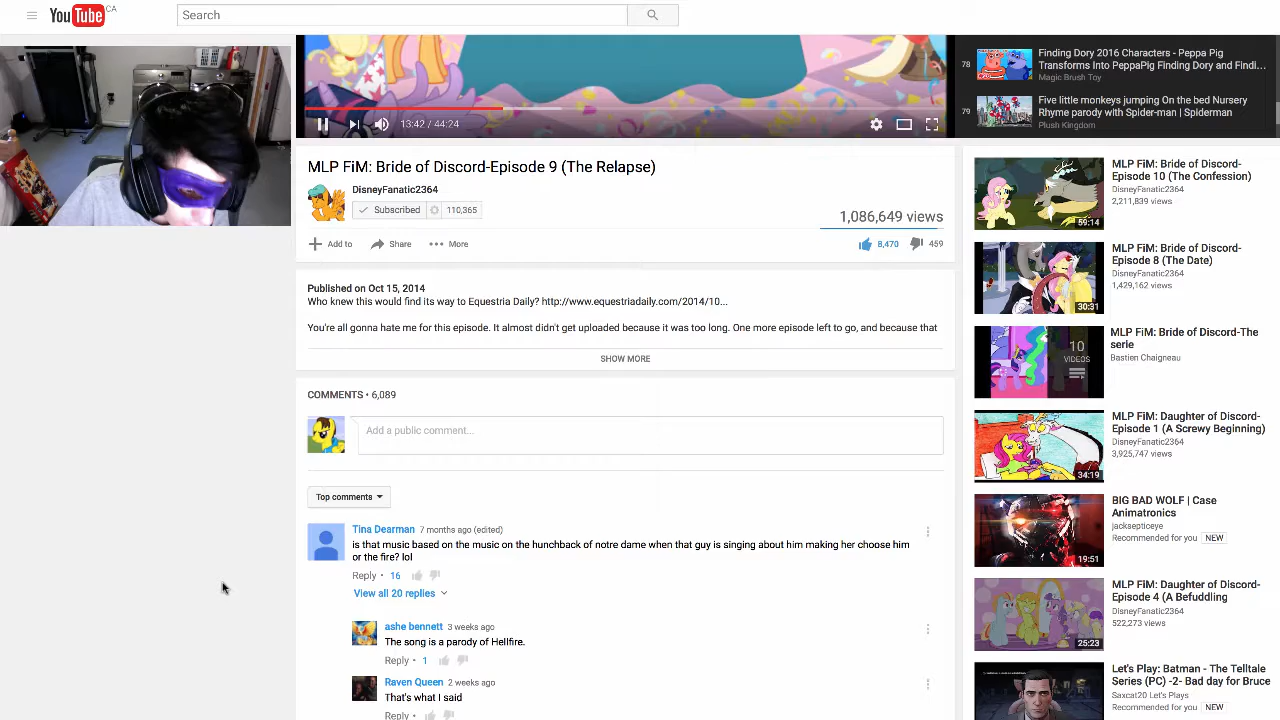 YouTube CA
Search
13:42 / 44:24
78
Finding Dory 2016 Characters - Peppa Pig
Transforms Into PeppaPig Finding Dory and Findi...
Magic Brush Toy
79
Five little monkeys jumping On the bed Nursery
Rhyme parody with Spider-man | Spiderman
Plush Kingdom
MLP FiM: Bride of Discord-Episode 9 (The Relapse)
DisneyFanatic2364
Subscribed 110,365
1,086,649 views
Add to Share More
8,470 459
Published on Oct 15, 2014
Who knew this would find its way to Equestria Daily? http://www.equestriadaily.com/2014/10...
You're all gonna hate me for this episode. It almost didn't get uploaded because it was too long. One more episode left to go, and because that
SHOW MORE
COMMENTS • 6,089
Add a public comment...
Top comments
Tina Dearman 7 months ago (edited)
is that music based on the music on the hunchback of notre dame when that guy is singing about him making her choose him
or the fire? lol
Reply • 16
View all 20 replies
ashe bennett 3 weeks ago
The song is a parody of Hellfire.
Reply • 1
Raven Queen 2 weeks ago
That's what I said
Reply •
MLP FiM: Bride of Discord-
Episode 10 (The Confession)
DisneyFanatic2364
2,211,839 views
59:14
MLP FiM: Bride of Discord-
Episode 8 (The Date)
DisneyFanatic2364
1,429,162 views
30:31
MLP FiM: Bride of Discord-The
serie
Bastien Chaigneau
10
VIDEOS
MLP FiM: Daughter of Discord-
Episode 1 (A Screwy Beginning)
DisneyFanatic2364
3,925,747 views
34:19
BIG BAD WOLF | Case
Animatronics
jacksepticeye
Recommended for you NEW
19:51
MLP FiM: Daughter of Discord-
Episode 4 (A Befuddling
DisneyFanatic2364
522,273 views
25:23
Let's Play: Batman - The Telltale
Series (PC) -2- Bad day for Bruce
Saxcat20 Let's Plays
Recommended for you NEW